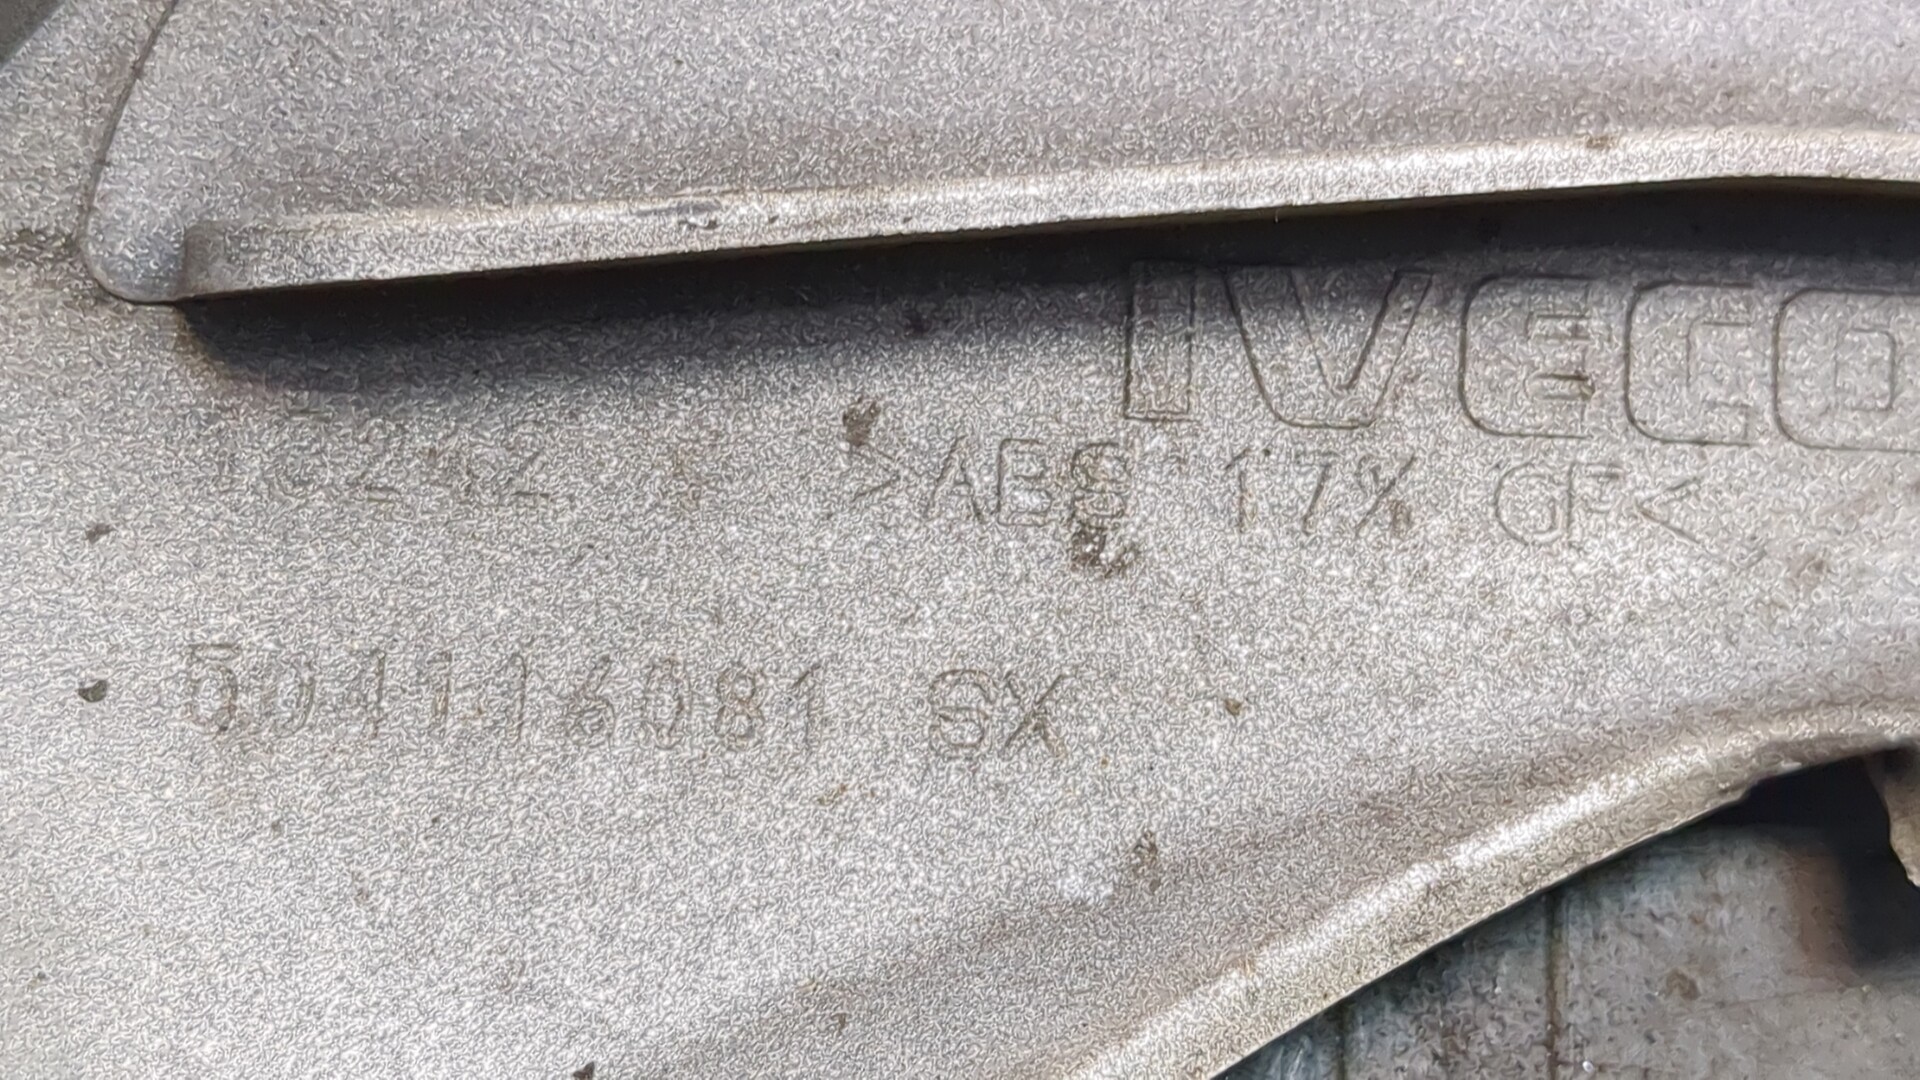 IVECO
>ABS 17% GF<
504116081 SX